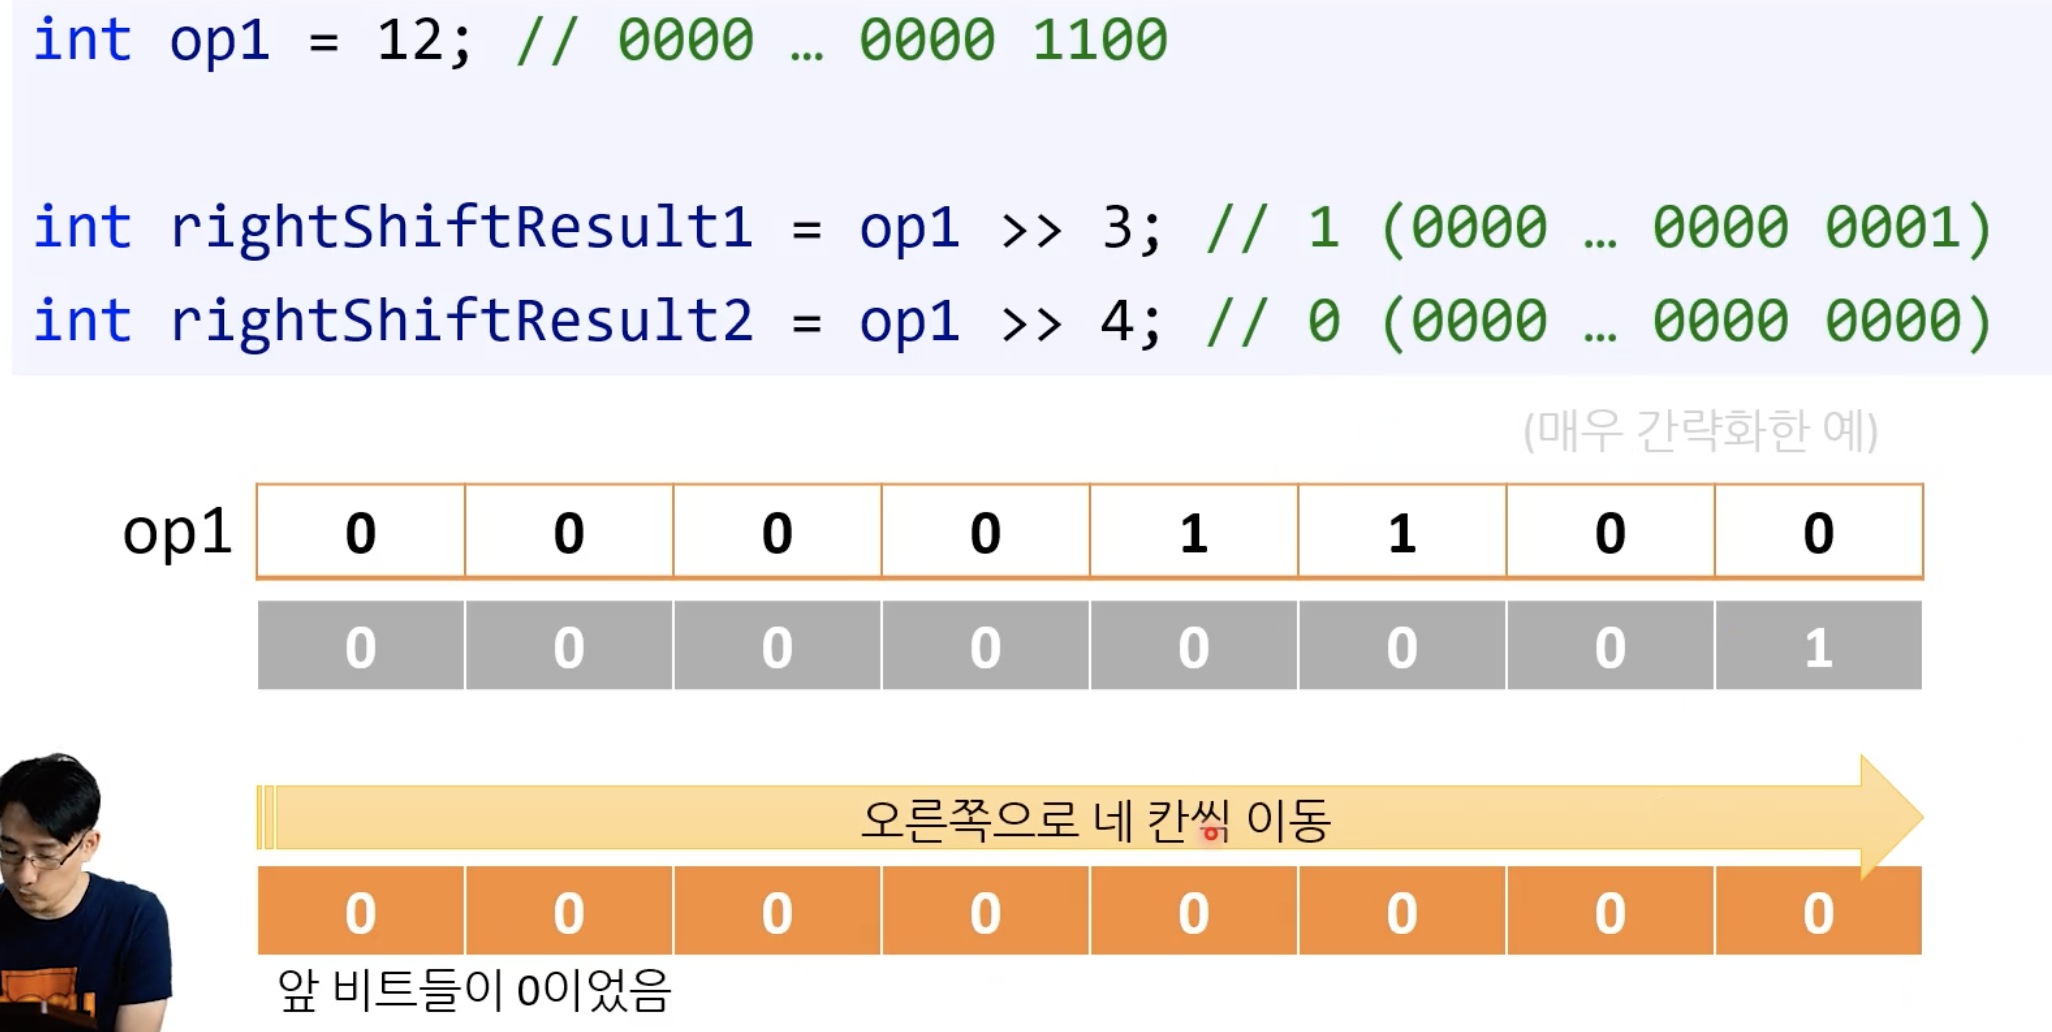 int op1 = 12; // 0000 … 0000 1100
int rightShiftResult1 = op1 >> 3; // 1 (0000 … 0000 0001)
int rightShiftResult2 = op1 >> 4; // 0 (0000 … 0000 0000)
(매우 간략화한 예)
op1 0 0 0 0 1 1 0 0
0 0 0 0 0 0 0 1
오른쪽으로 네 칸씩 이동
0 0 0 0 0 0 0 0
앞 비트들이 0이었음